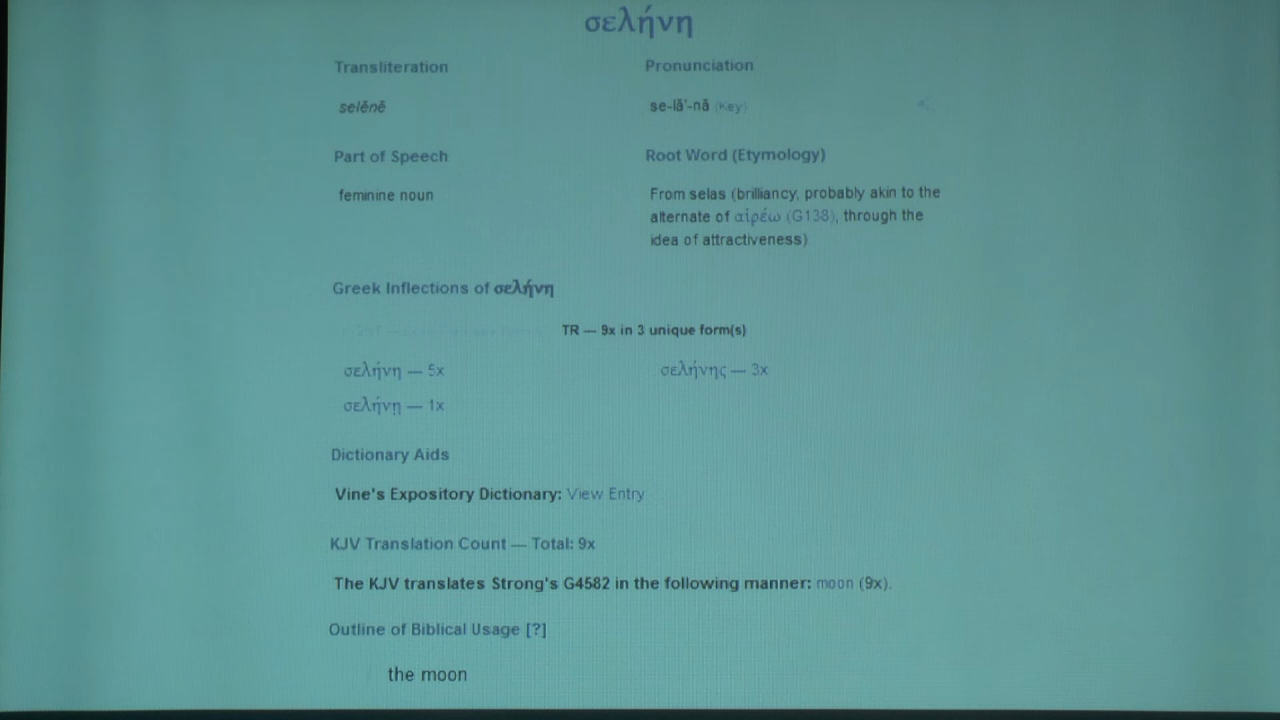 σελήνη
Transliteration
Pronunciation
selēnē
se-lā'-nā (Key)
Part of Speech
Root Word (Etymology)
feminine noun
From selas (brilliancy, probably akin to the
alternate of αἱρέω (G138), through the
idea of attractiveness)
Greek Inflections of σελήνη
TR — 9x in 3 unique form(s)
σελήνη — 5x
σελήνης — 3x
σελήνῃ — 1x
Dictionary Aids
Vine's Expository Dictionary: View Entry
KJV Translation Count — Total: 9x
The KJV translates Strong's G4582 in the following manner: moon (9x).
Outline of Biblical Usage [?]
the moon